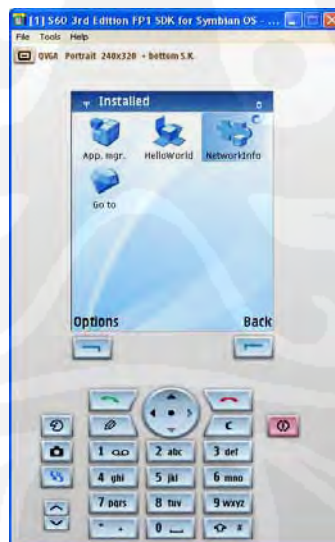 [1] S60 3rd Edition FP1 SDK for Symbian OS - ...
File Tools Help
QVGA Portrait 240x320 - bottom S.K.
Installed
App. mgr. HelloWorld NetworkInfo
Go to
Options Back
C
1 2 abc 3 def
4 ghi 5 jkl 6 mno
7 pqrs 8 tuv 9 wxyz
* + 0 #